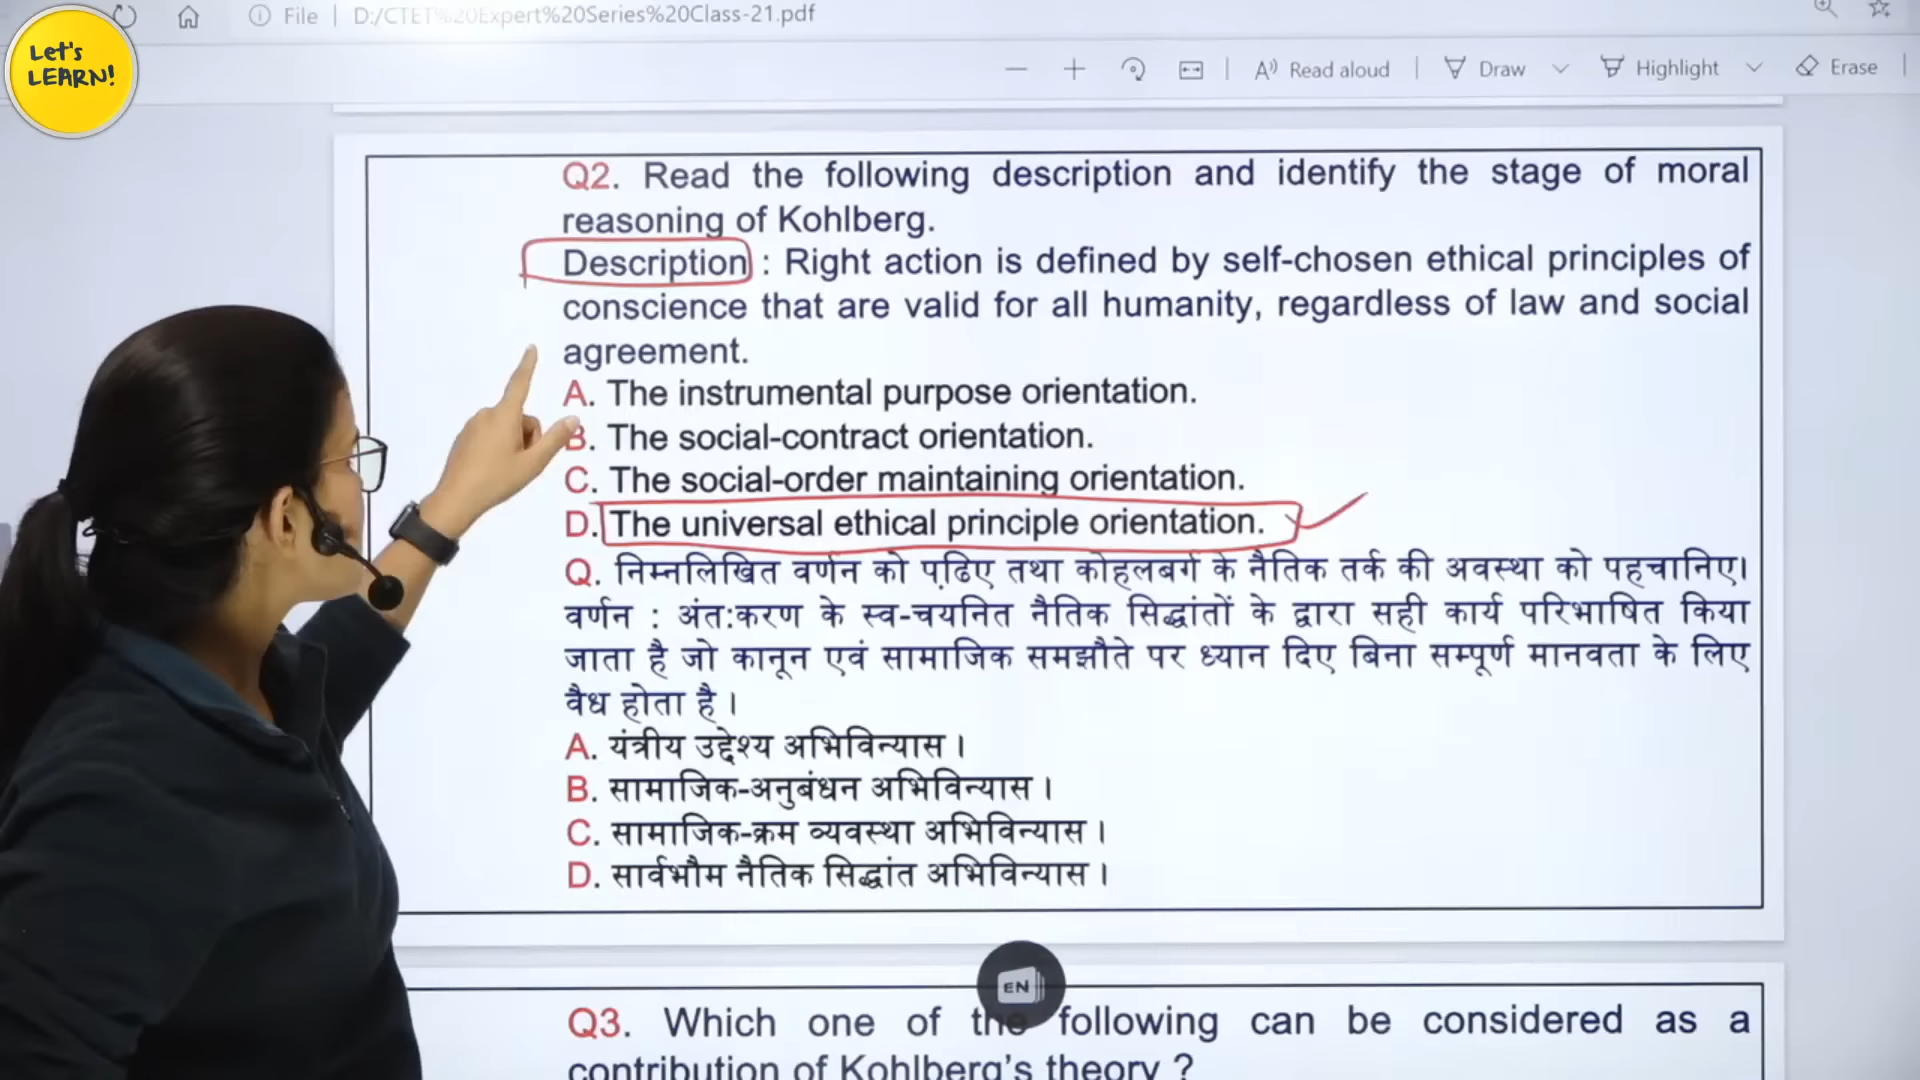 Let's
LEARN!
File | D:/CTET%20Expert%20Series%20Class-21.pdf
Read aloud
Draw
Highlight
Erase
Q2. Read the following description and identify the stage of moral
reasoning of Kohlberg.
Description : Right action is defined by self-chosen ethical principles of
conscience that are valid for all humanity, regardless of law and social
agreement.
A. The instrumental purpose orientation.
B. The social-contract orientation.
C. The social-order maintaining orientation.
D. The universal ethical principle orientation.
Q. निम्नलिखित वर्णन को पढ़िए तथा कोहलबर्ग के नैतिक तर्क की अवस्था को पहचानिए।
वर्णन : अंत:करण के स्व-चयनित नैतिक सिद्धांतों के द्वारा सही कार्य परिभाषित किया
जाता है जो कानून एवं सामाजिक समझौते पर ध्यान दिए बिना सम्पूर्ण मानवता के लिए
वैध होता है।
A. यंत्रीय उद्देश्य अभिविन्यास।
B. सामाजिक-अनुबंधन अभिविन्यास।
C. सामाजिक-क्रम व्यवस्था अभिविन्यास।
D. सार्वभौम नैतिक सिद्धांत अभिविन्यास।
EN
Q3. Which one of the following can be considered as a
contribution of Kohlberg's theory ?